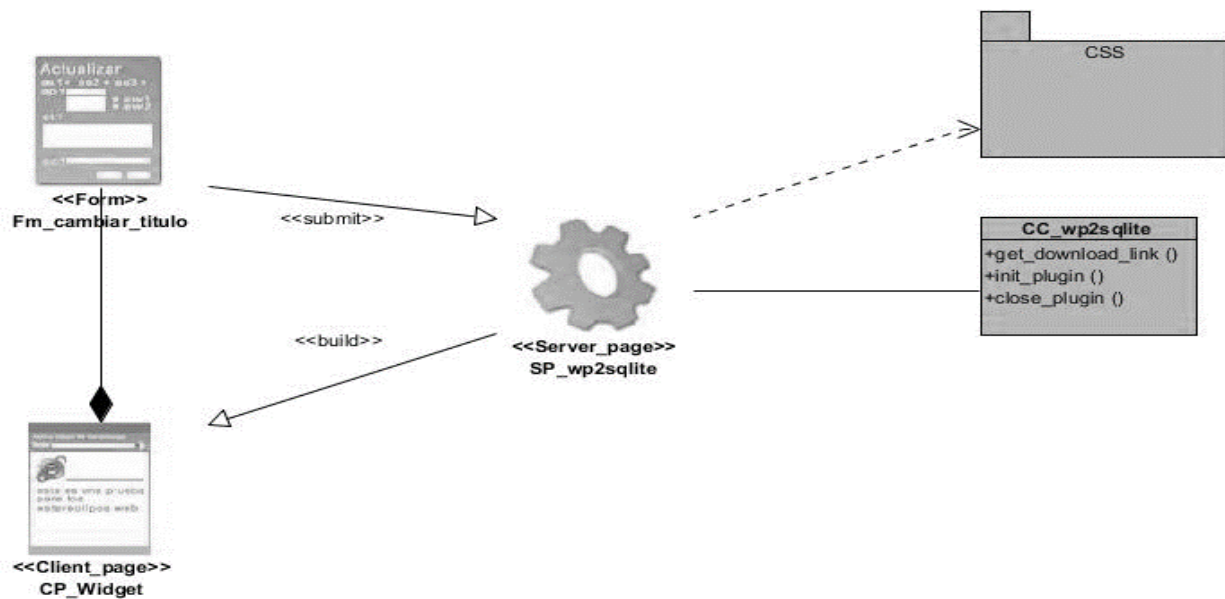 Actualizar
<<Form>>
Fm_cambiar_titulo
<<submit>>
<<build>>
<<Server_page>>
SP_wp2sqlite
CSS
CC_wp2sqlite
+get_download_link ()
+init_plugin ()
+close_plugin ()
esta es una prueba
para los
estereotipos web
<<Client_page>>
CP_Widget